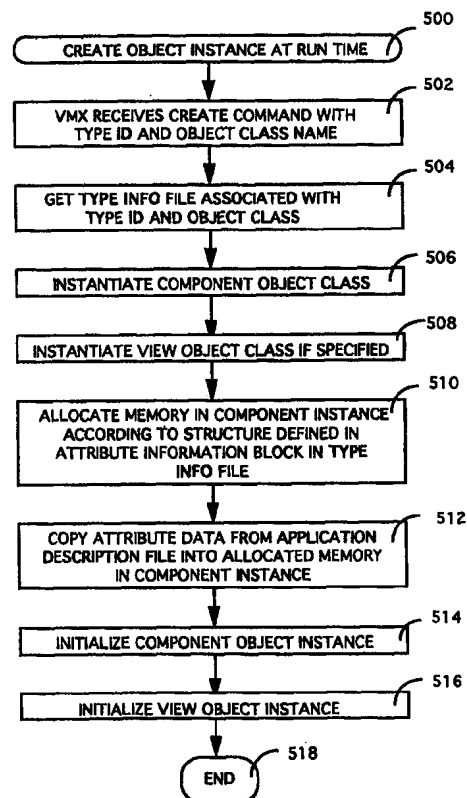 500
CREATE OBJECT INSTANCE AT RUN TIME
502
VMX RECEIVES CREATE COMMAND WITH
TYPE ID AND OBJECT CLASS NAME
504
GET TYPE INFO FILE ASSOCIATED WITH
TYPE ID AND OBJECT CLASS
506
INSTANTIATE COMPONENT OBJECT CLASS
508
INSTANTIATE VIEW OBJECT CLASS IF SPECIFIED
510
ALLOCATE MEMORY IN COMPONENT INSTANCE
ACCORDING TO STRUCTURE DEFINED IN
ATTRIBUTE INFORMATION BLOCK IN TYPE
INFO FILE
512
COPY ATTRIBUTE DATA FROM APPLICATION
DESCRIPTION FILE INTO ALLOCATED MEMORY
IN COMPONENT INSTANCE
514
INITIALIZE COMPONENT OBJECT INSTANCE
516
INITIALIZE VIEW OBJECT INSTANCE
518
END